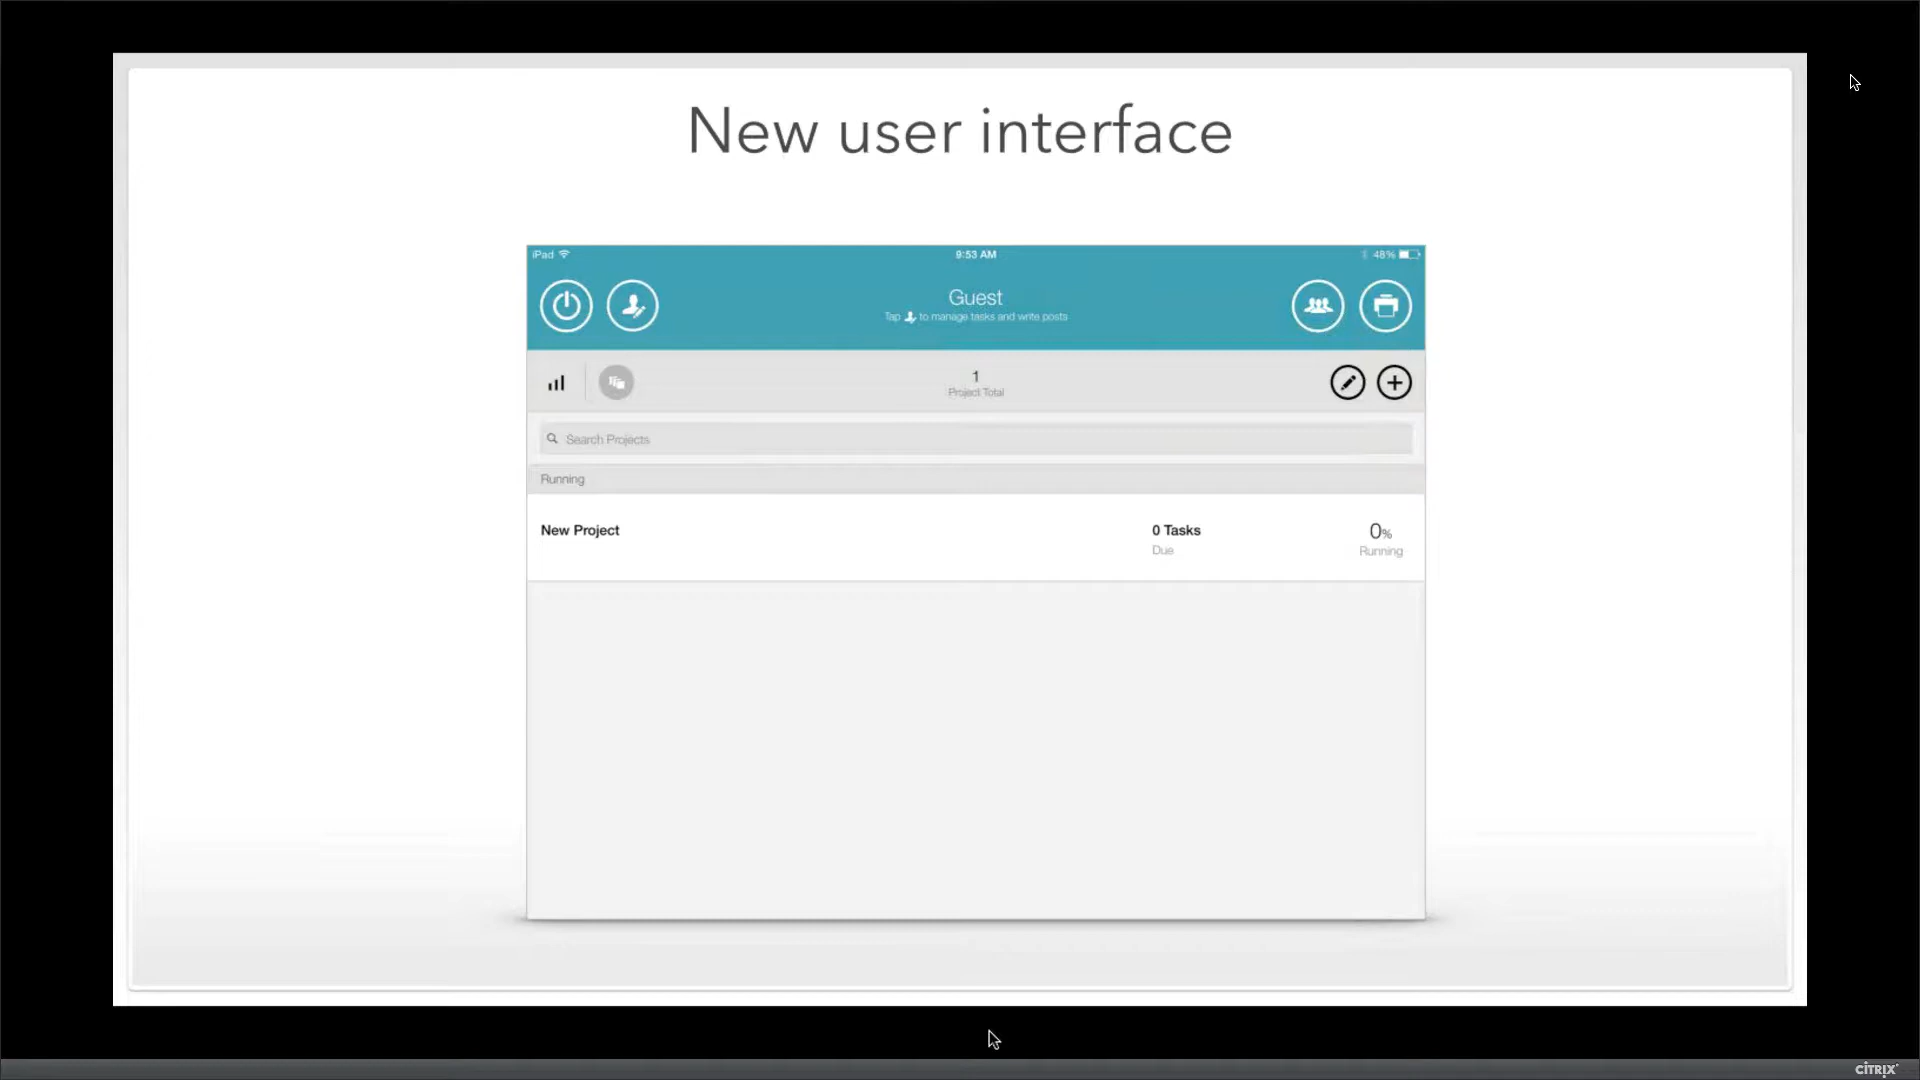 New user interface
iPad
9:53 AM
48%
Guest
Tap to manage tasks and write posts
1
Project Total
Search Projects
Running
New Project
0 Tasks
0%
Due
Running
CITRIX